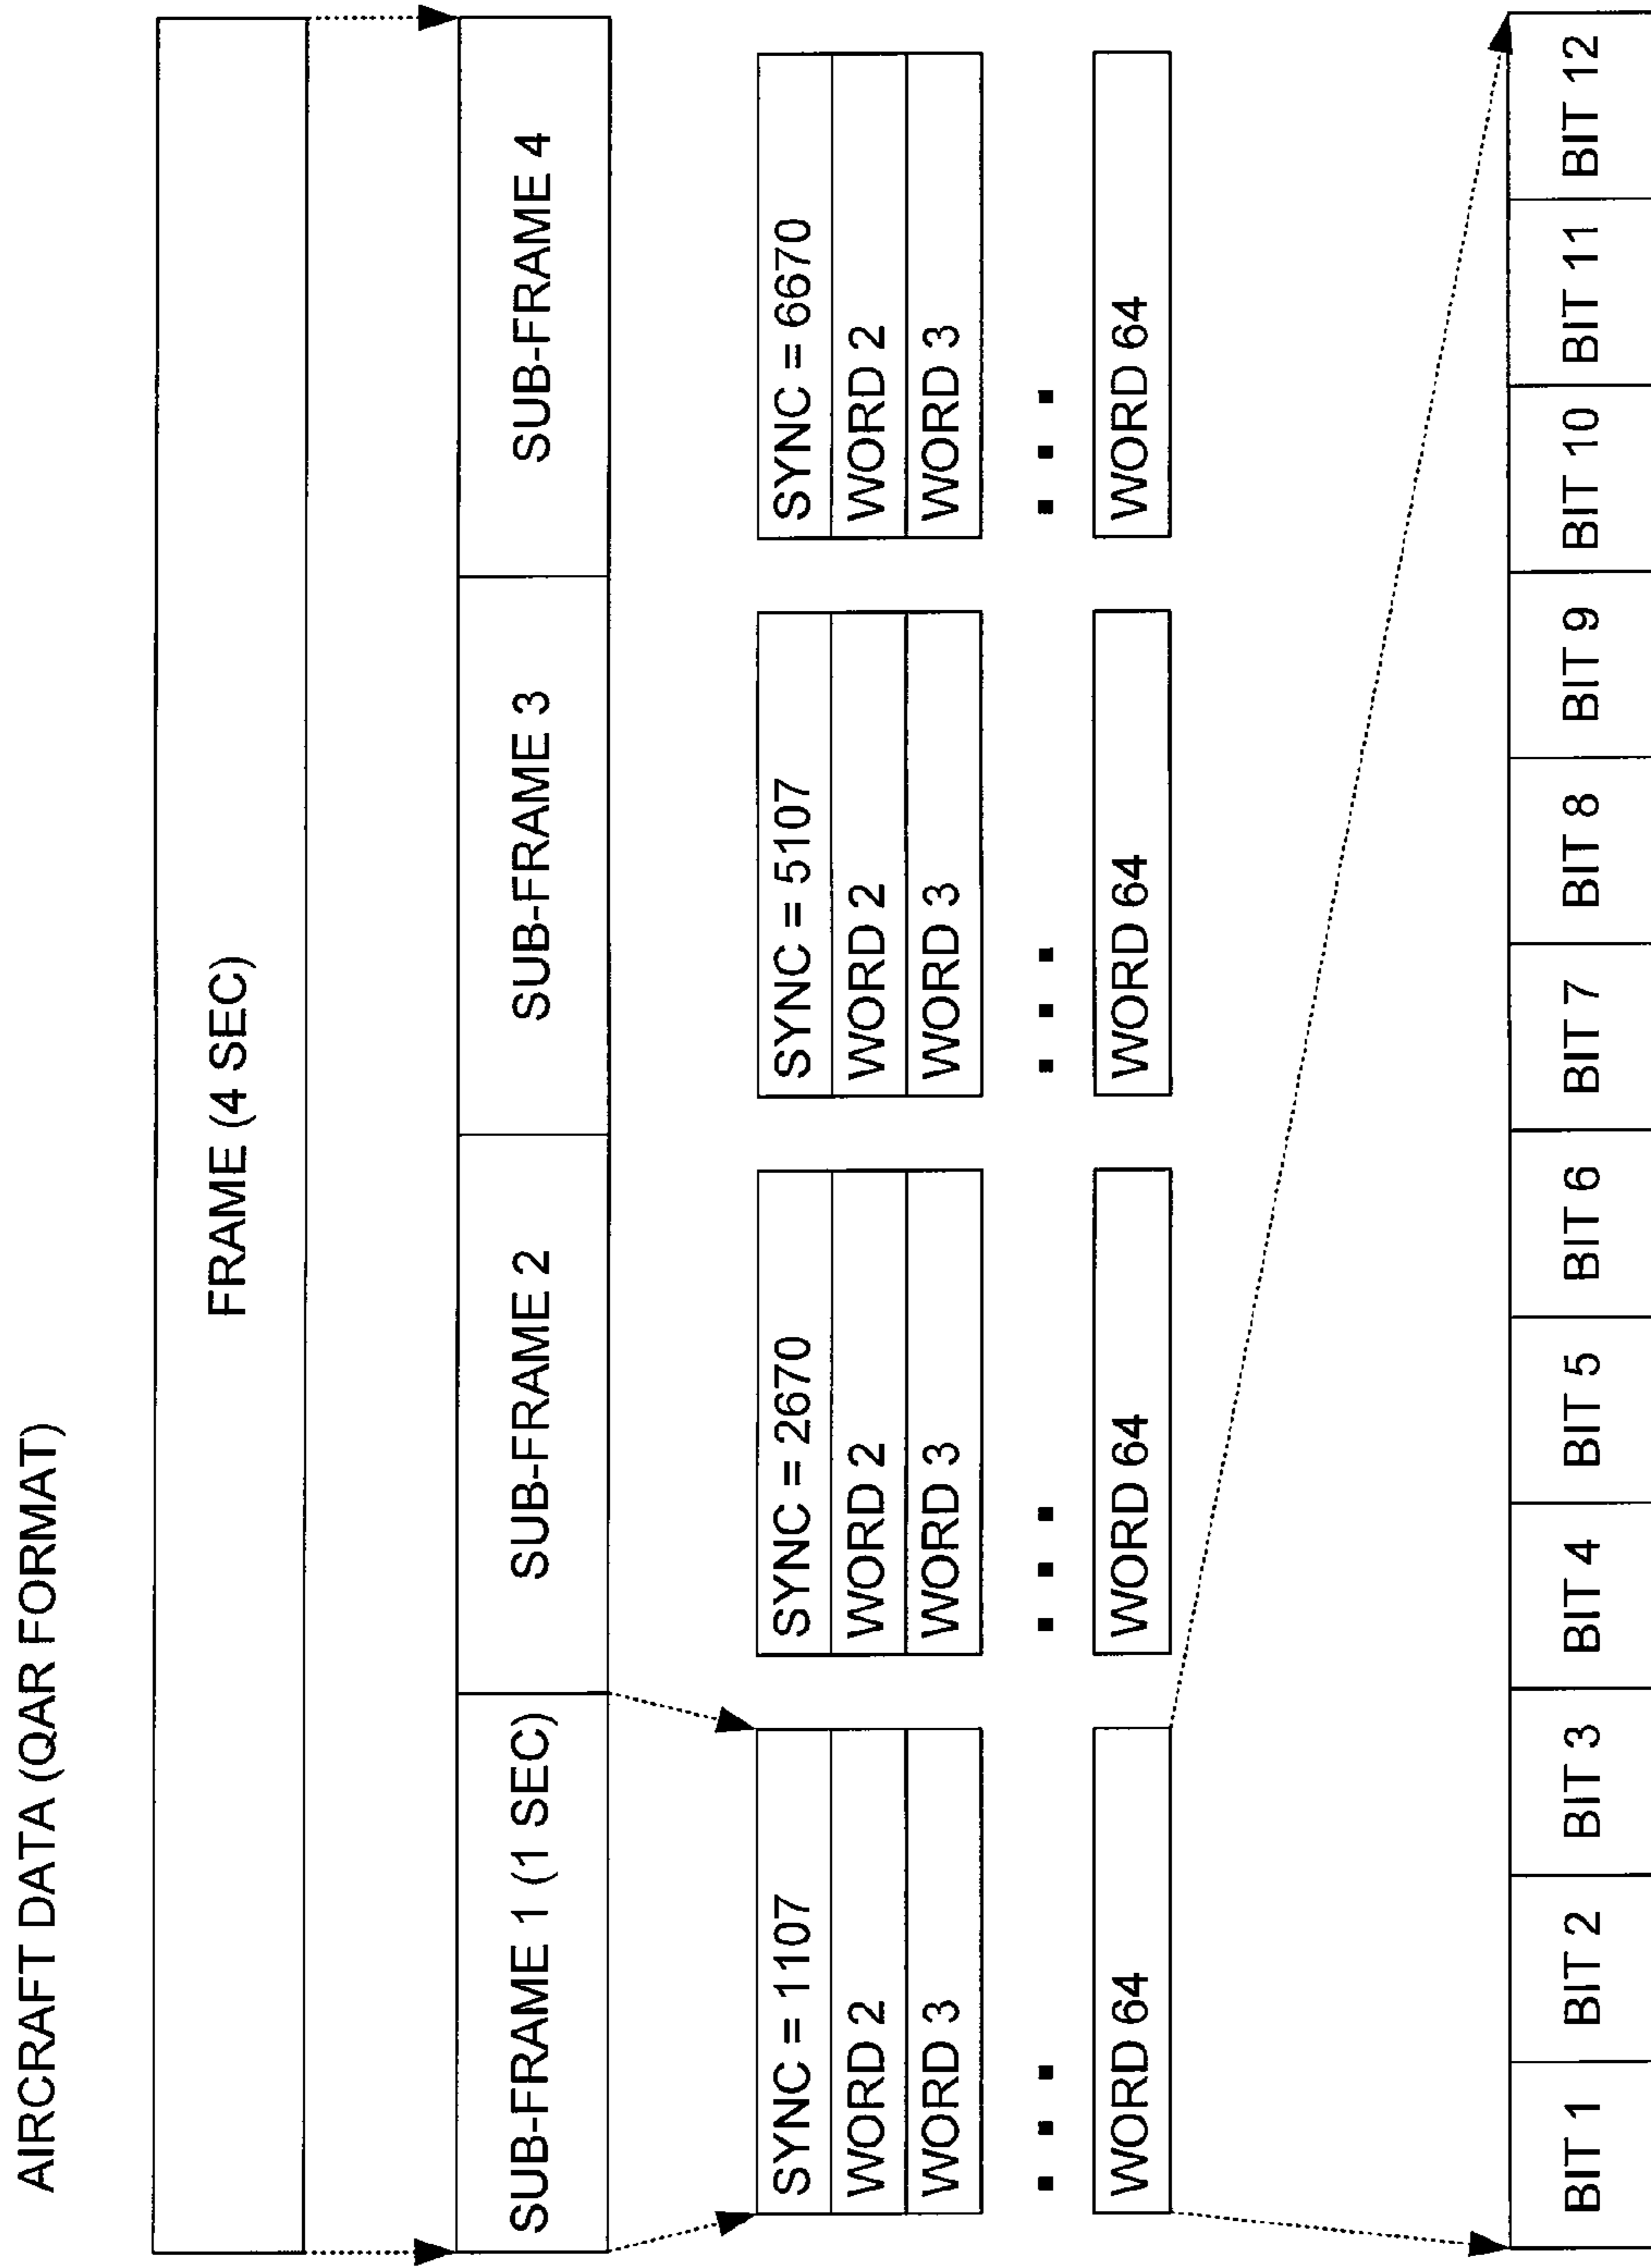 AIRCRAFT DATA (QAR FORMAT)
FRAME (4 SEC)
SUB-FRAME 1 (1 SEC)
SUB-FRAME 2
SUB-FRAME 3
SUB-FRAME 4
SYNC = 1107
WORD 2
WORD 3
WORD 64
SYNC = 2670
WORD 2
WORD 3
WORD 64
SYNC = 5107
WORD 2
WORD 3
WORD 64
SYNC = 6670
WORD 2
WORD 3
WORD 64
BIT 1
BIT 2
BIT 3
BIT 4
BIT 5
BIT 6
BIT 7
BIT 8
BIT 9
BIT 10
BIT 11
BIT 12